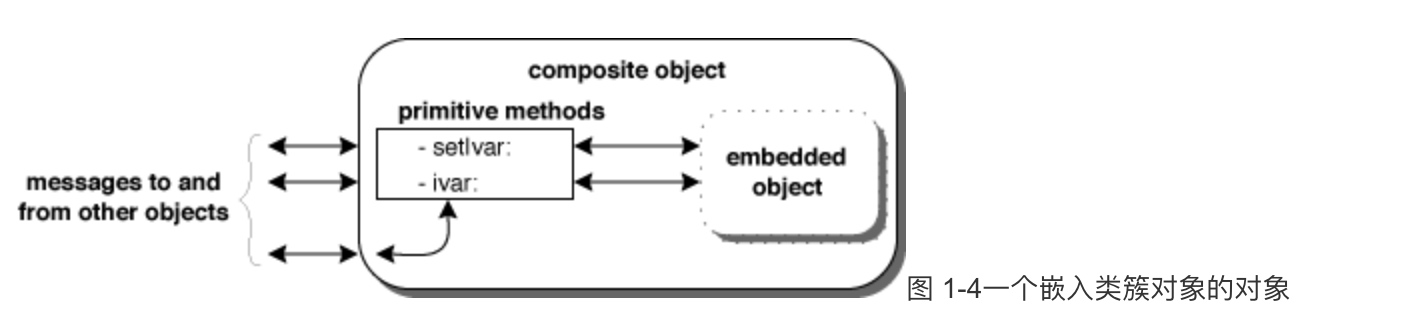 composite object
primitive methods
- setIvar:
- ivar:
embedded
object
messages to and
from other objects
图 1-4一个嵌入类簇对象的对象